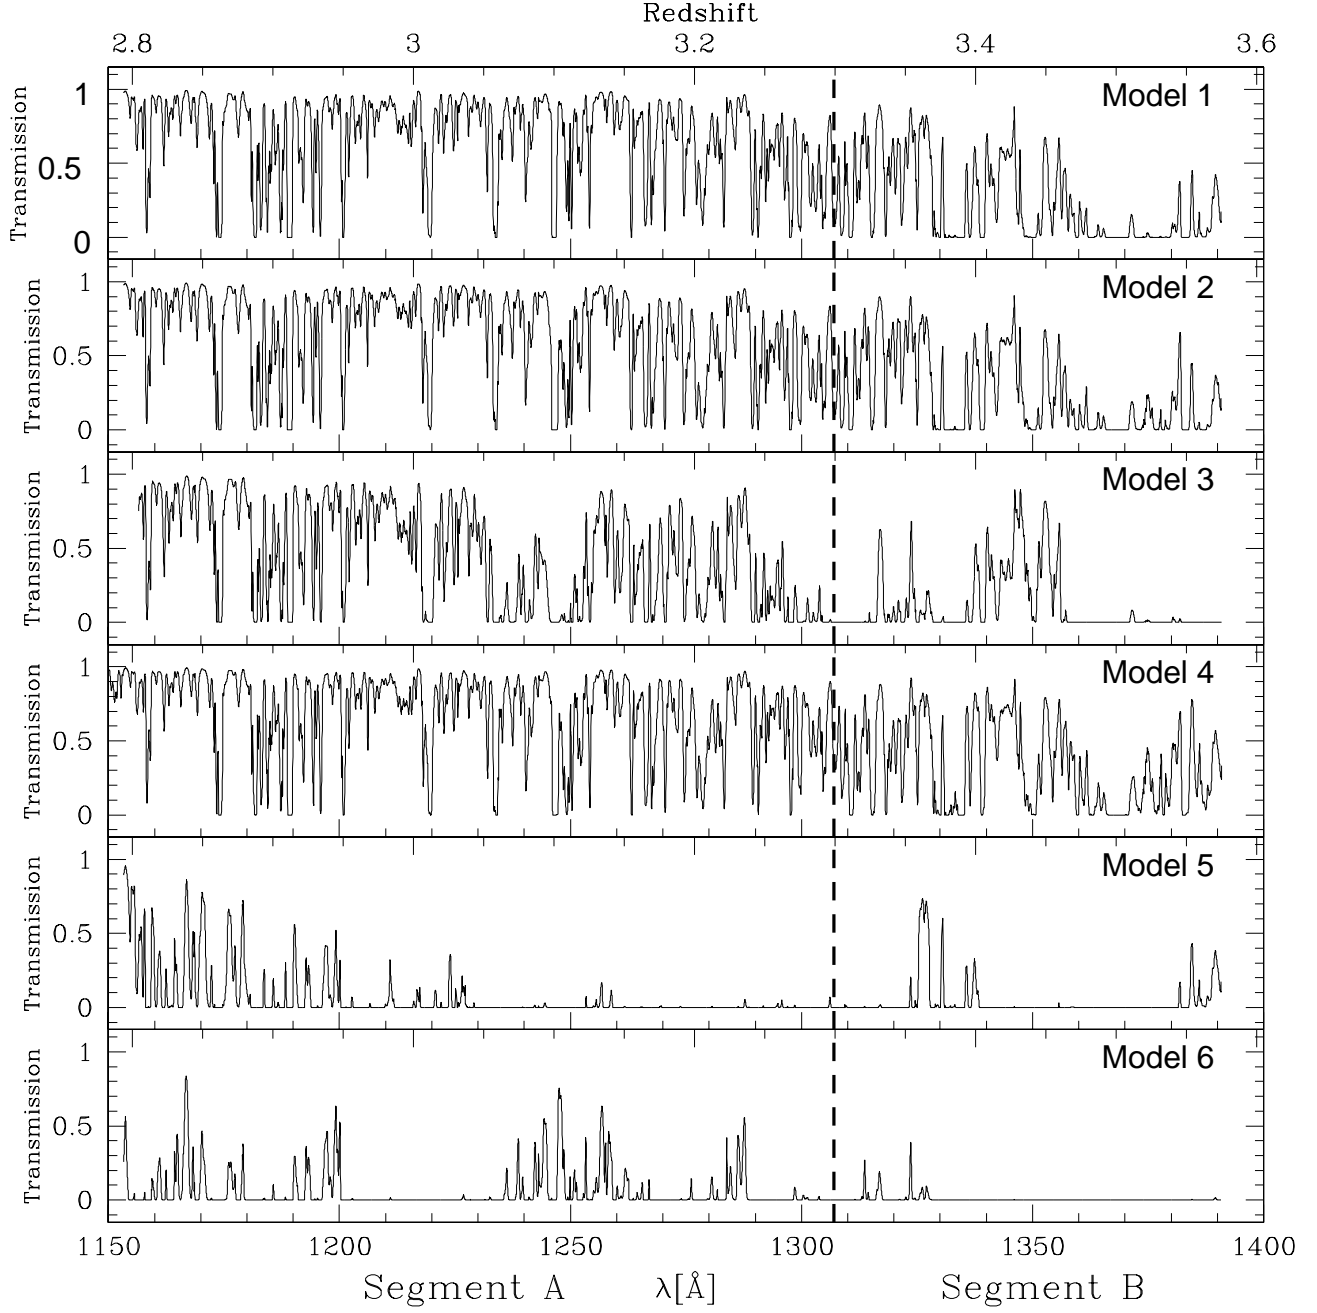 Redshift
2.8 3 3.2 3.4 3.6
Model 1
1
0.5
0
Transmission
Model 2
1
0.5
0
Transmission
Model 3
1
0.5
0
Transmission
Model 4
1
0.5
0
Transmission
Model 5
1
0.5
0
Transmission
Model 6
1
0.5
0
Transmission
1150 1200 1250 1300 1350 1400
Segment A λ[Å] Segment B